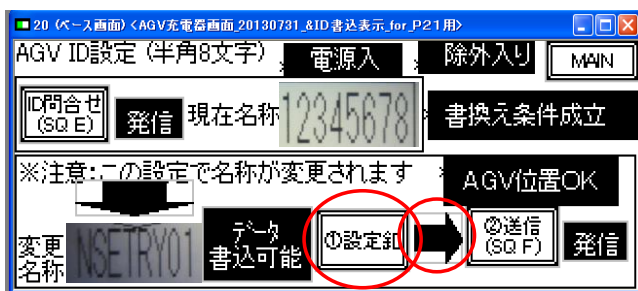 20 (ベース画面) <AGV充電器画面_20130731_&ID書込表示_for_P21用>
AGV ID設定 (半角8文字)
電源入
除外入り
MAIN
ID問合せ
(SQ E)
発信
現在名称
12345678
書換え条件成立
※注意:この設定で名称が変更されます
AGV位置OK
変更
名称
NSETRY01
データ
書込可能
①設定釦
②送信
(SQ F)
発信